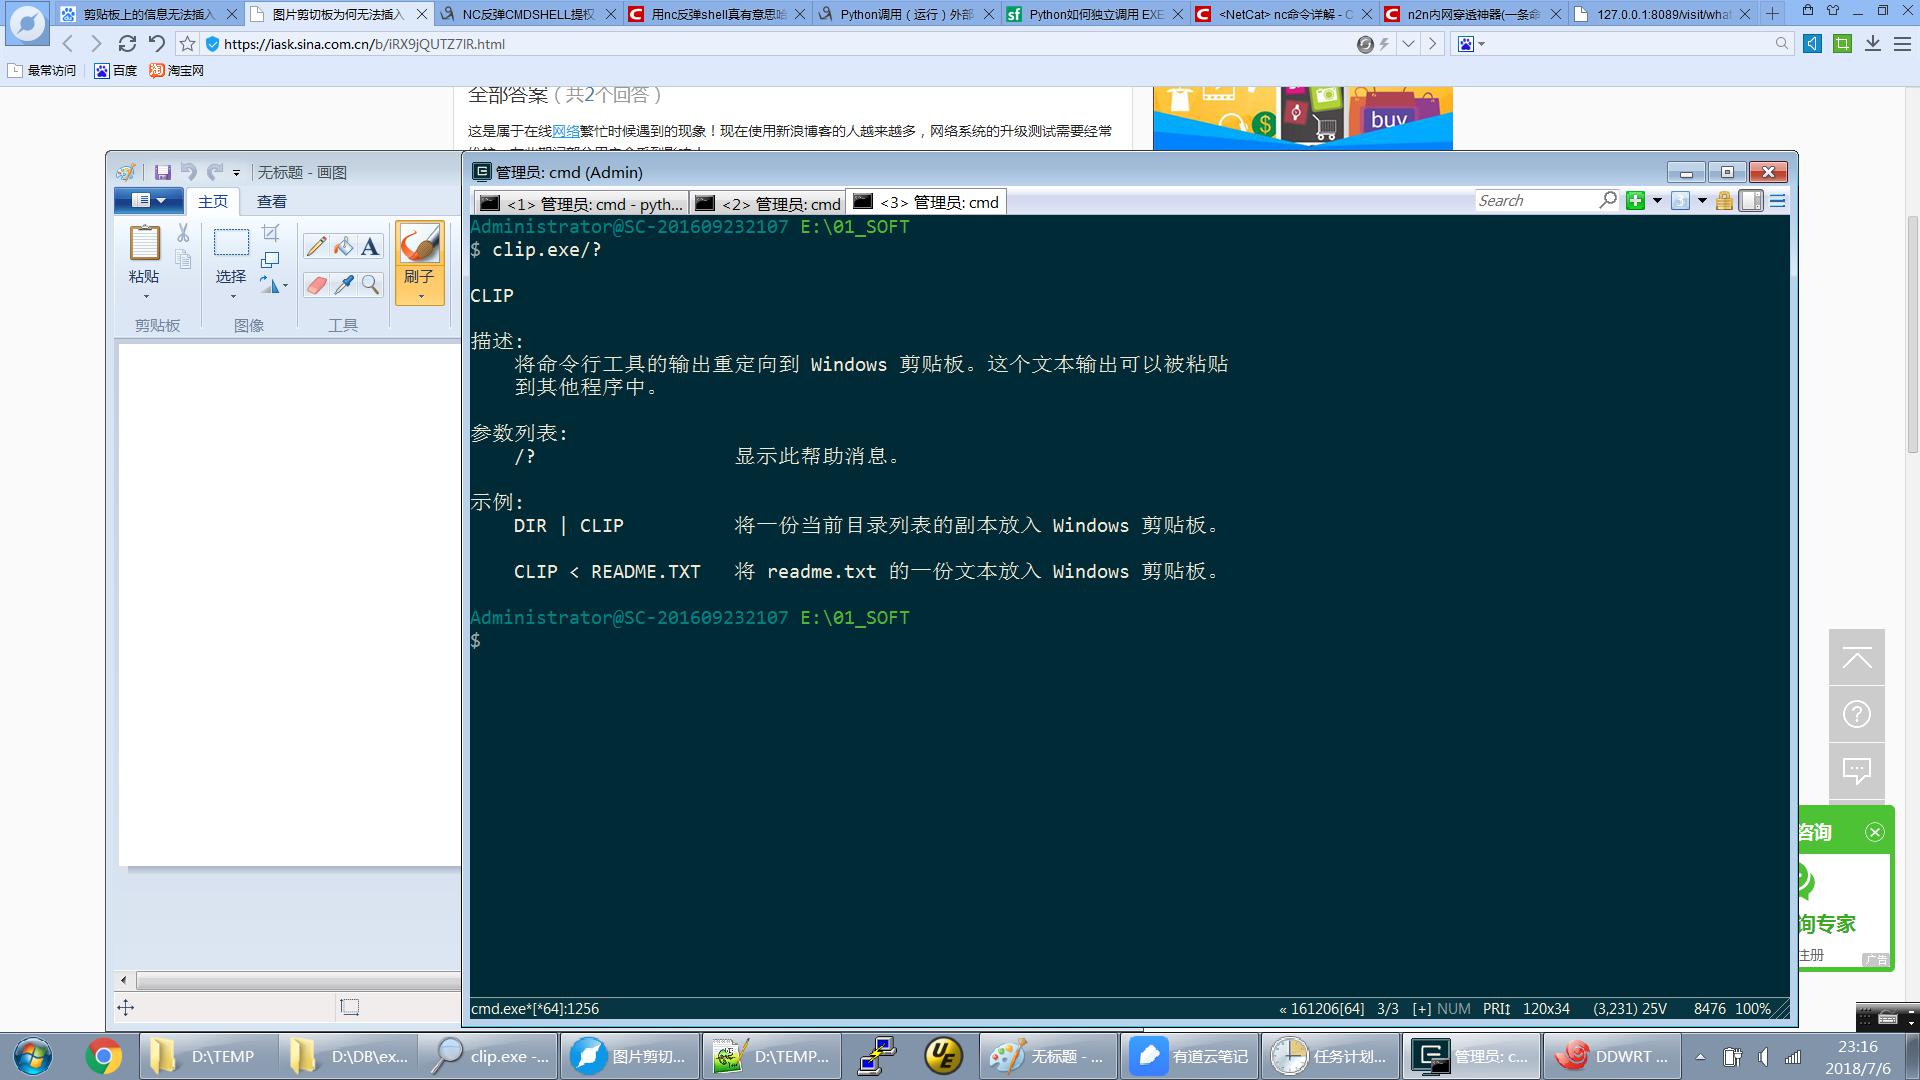 剪贴板上的信息无法插入
图片剪切板为何无法插入
NC反弹CMDSHELL提权
用nc反弹shell真有意思哈
Python调用（运行）外部
Python如何独立调用 EXE
<NetCat> nc命令详解 - C
n2n内网穿透神器(一条命
127.0.0.1:8089/visit/wha
https://iask.sina.com.cn/b/iRX9jQUTZ7lR.html
最常访问
百度
淘宝网
全部答案（共2个回答）
这是属于在线网络繁忙时候遇到的现象！现在使用新浪博客的人越来越多，网络系统的升级测试需要经常
buy
无标题 - 画图
主页
查看
粘贴
选择
刷子
剪贴板
图像
工具
管理员: cmd (Admin)
<1> 管理员: cmd - pyth...
<2> 管理员: cmd
<3> 管理员: cmd
Search
Administrator@SC-201609232107 E:\01_SOFT
$ clip.exe/?
CLIP
描述:
将命令行工具的输出重定向到 Windows 剪贴板。这个文本输出可以被粘贴
到其他程序中。
参数列表:
/? 显示此帮助消息。
示例:
DIR | CLIP 将一份当前目录列表的副本放入 Windows 剪贴板。
CLIP < README.TXT 将 readme.txt 的一份文本放入 Windows 剪贴板。
Administrator@SC-201609232107 E:\01_SOFT
$
cmd.exe*[*64]:1256
« 161206[64] 3/3 [+] NUM PRI↕ 120x34 (3,231) 25V 8476 100%
咨询
询专家
注册
广告
D:\TEMP
D:\DB\ex...
clip.exe -...
图片剪切...
D:\TEMP...
UE
无标题 - ...
有道云笔记
任务计划...
管理员: c...
DDWRT ...
23:16
2018/7/6